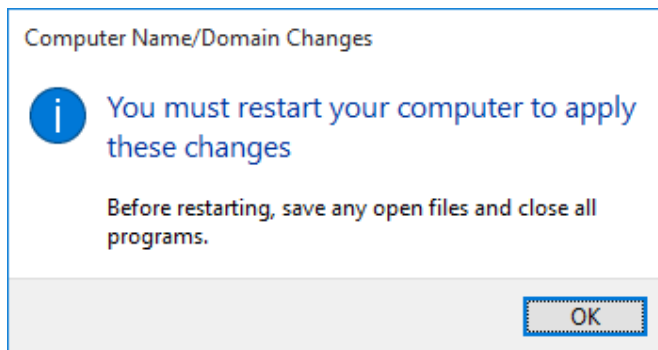 Computer Name/Domain Changes
You must restart your computer to apply
these changes
Before restarting, save any open files and close all
programs.
OK